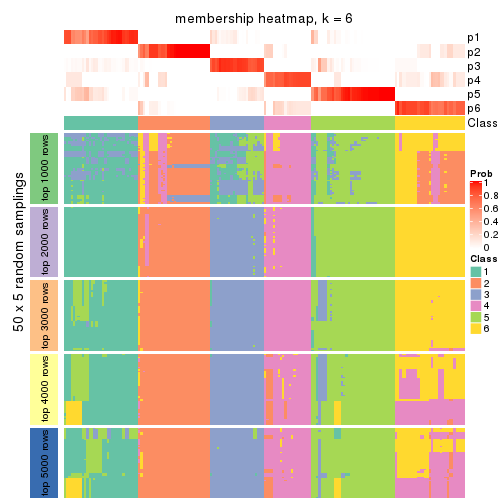 membership heatmap, k = 6
p1
p2
p3
p4
p5
p6
Class
50 x 5 random samplings
top 1000 rows
top 2000 rows
top 3000 rows
top 4000 rows
top 5000 rows
Prob
1
0.8
0.6
0.4
0.2
0
Class
1
2
3
4
5
6